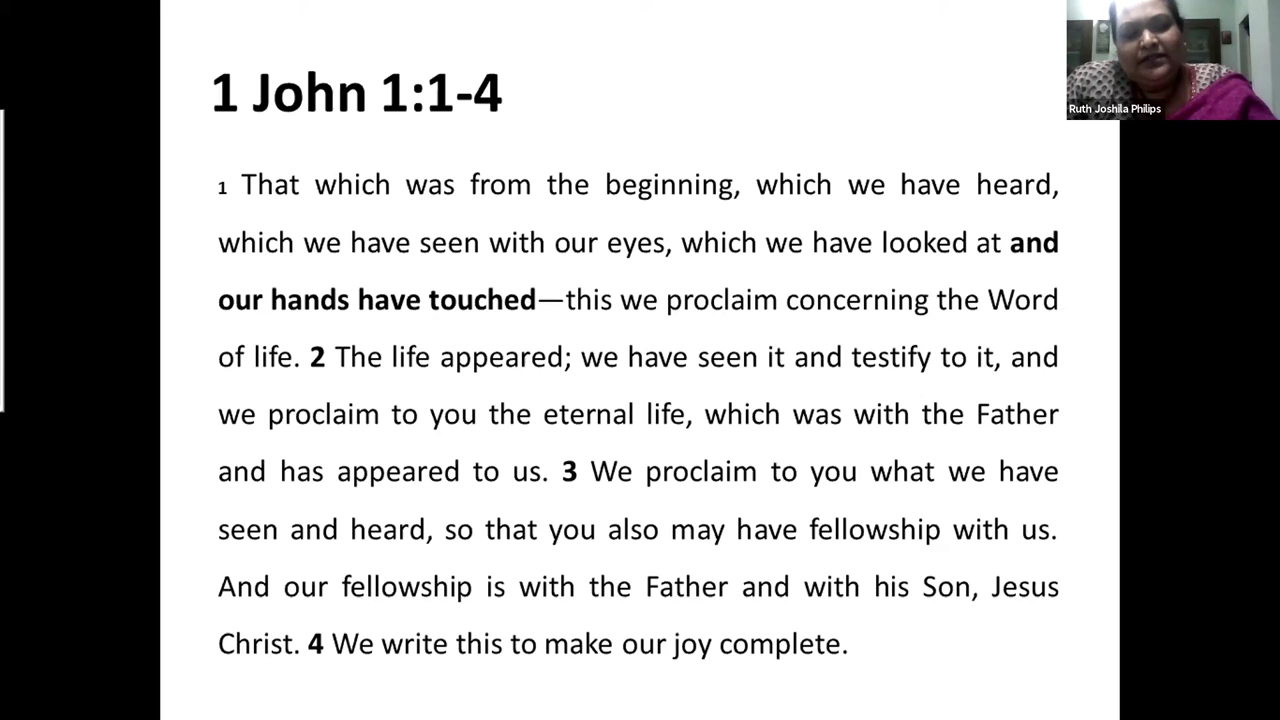 1 John 1:1-4
Ruth Joshila Philips
1 That which was from the beginning, which we have heard,
which we have seen with our eyes, which we have looked at and
our hands have touched—this we proclaim concerning the Word
of life. 2 The life appeared; we have seen it and testify to it, and
we proclaim to you the eternal life, which was with the Father
and has appeared to us. 3 We proclaim to you what we have
seen and heard, so that you also may have fellowship with us.
And our fellowship is with the Father and with his Son, Jesus
Christ. 4 We write this to make our joy complete.